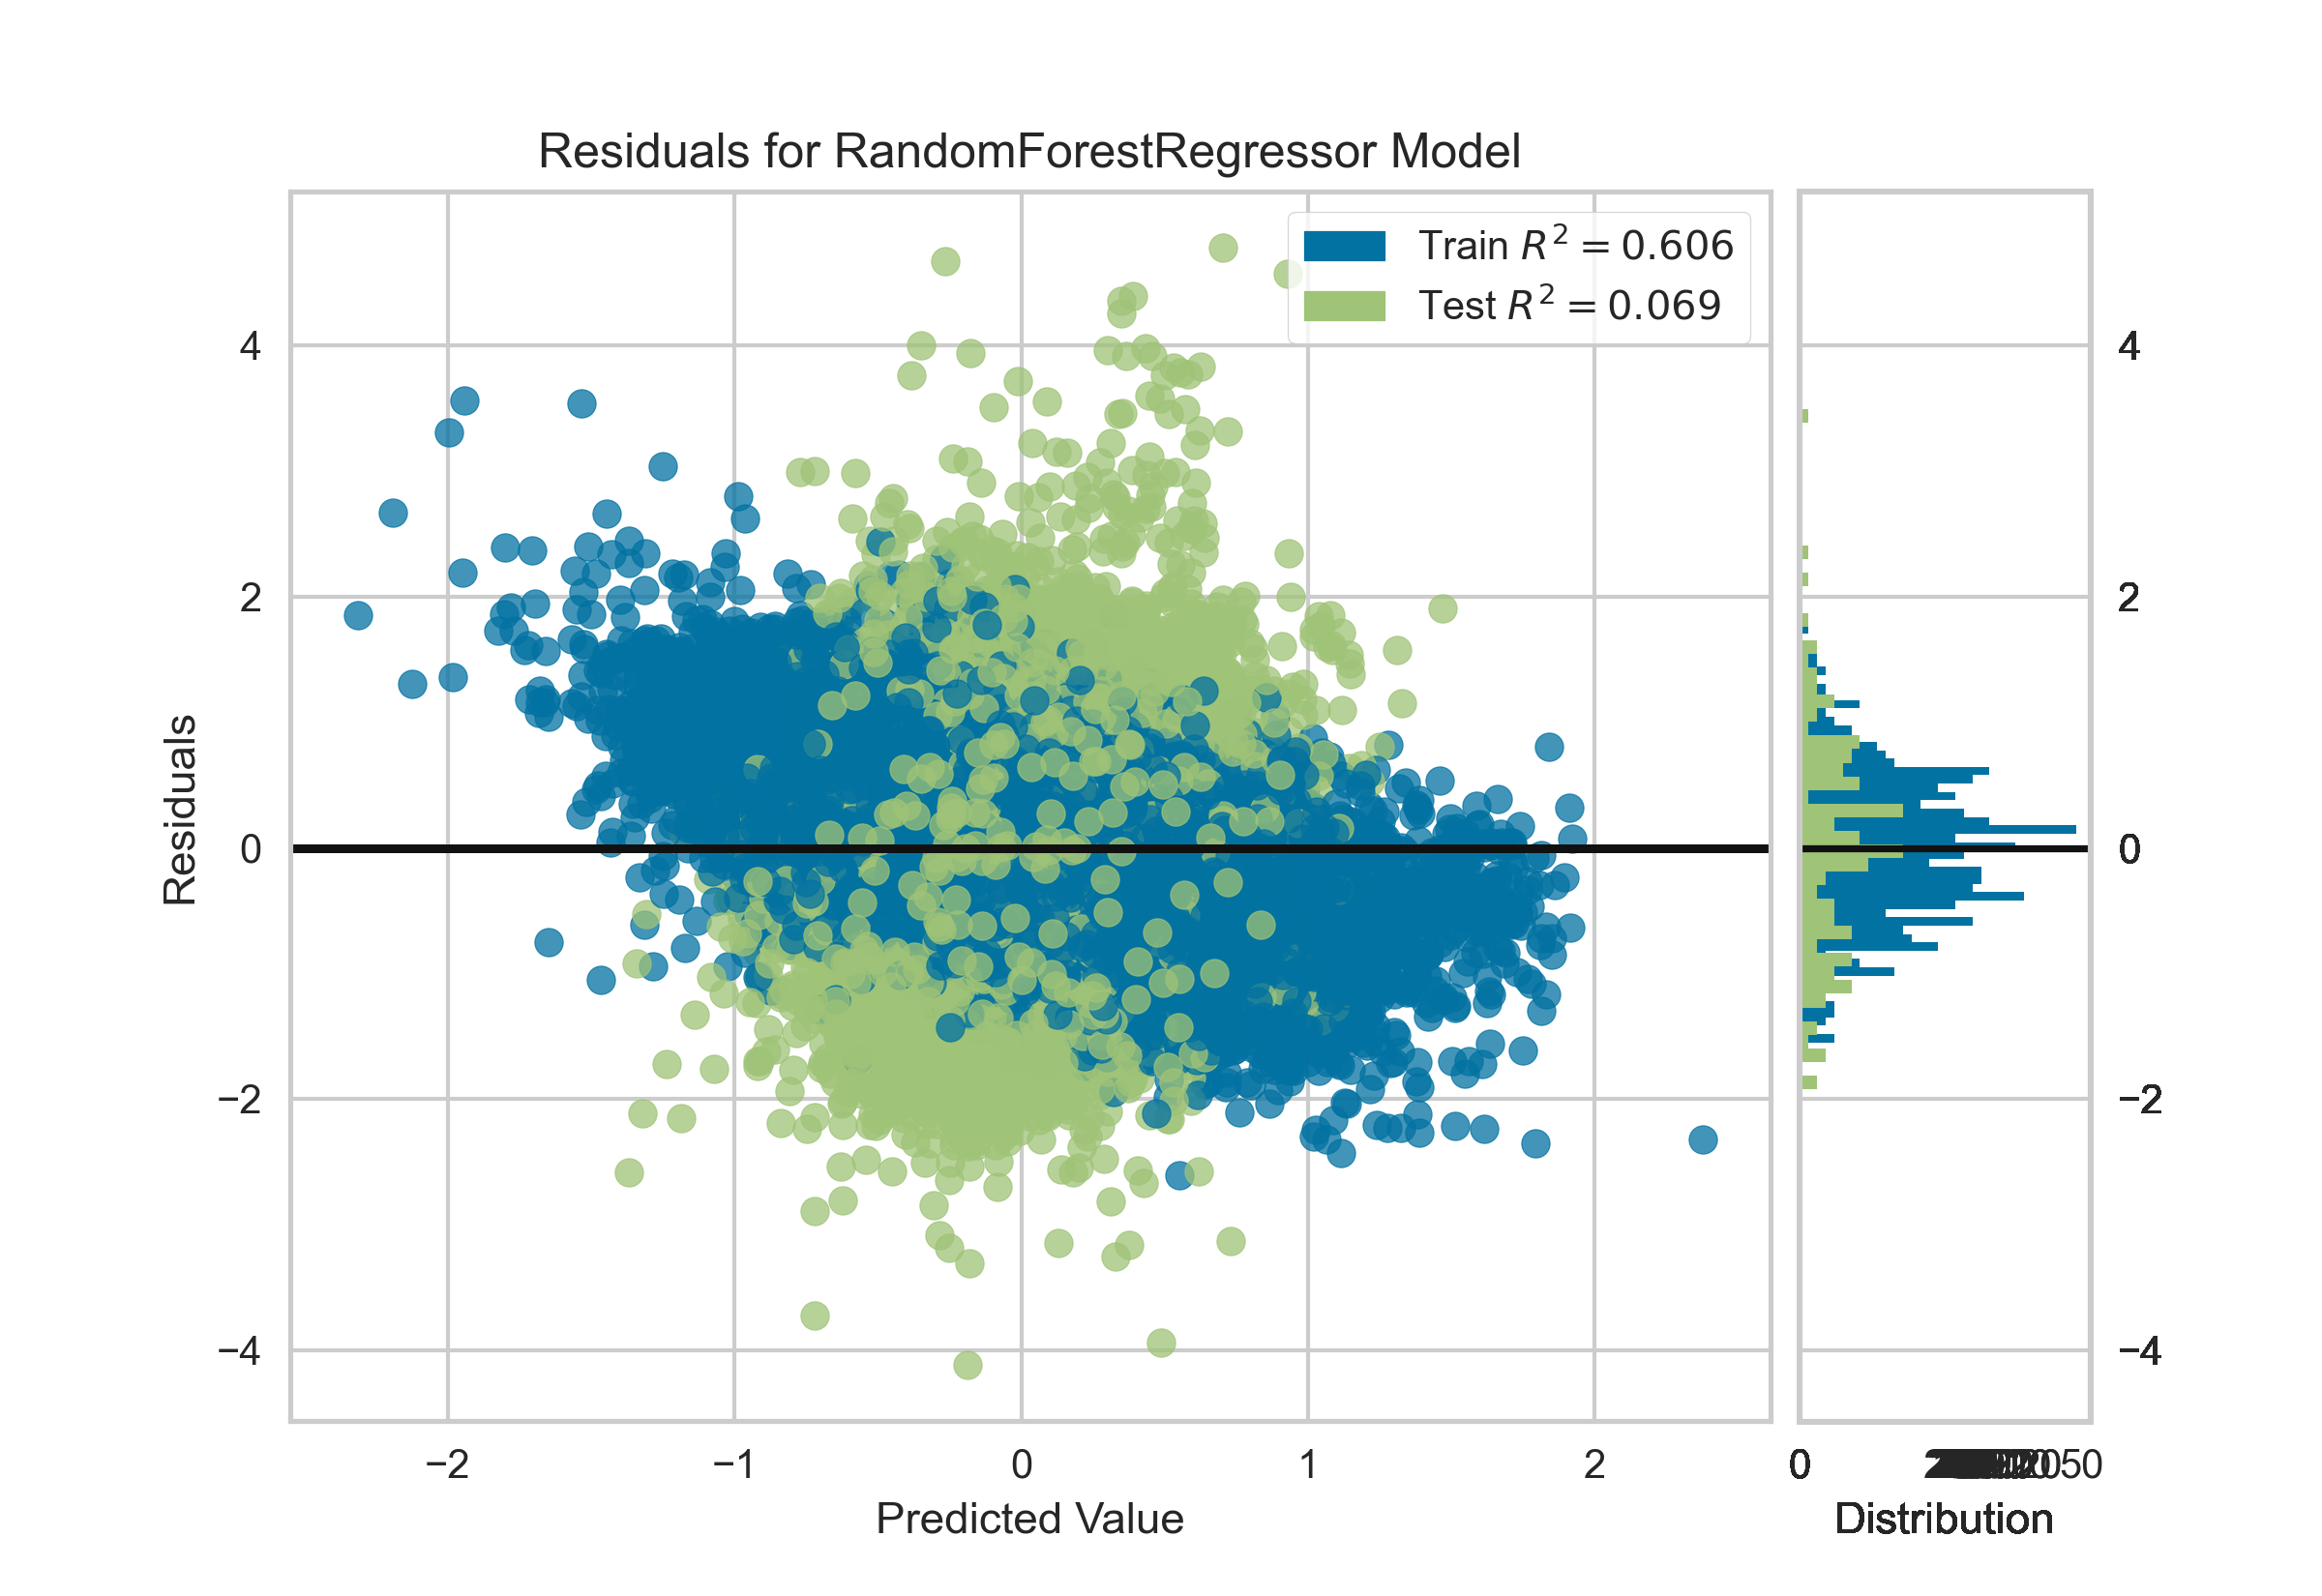 Residuals for RandomForestRegressor Model
Train R² = 0.606
Test R² = 0.069
Residuals
4
2
0
−2
−4
−2
−1
0
1
2
Predicted Value
4
2
0
−2
−4
0
50
Distribution